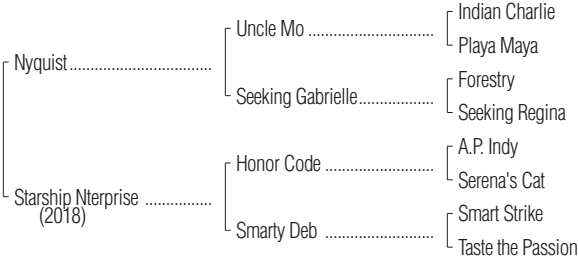 Indian Charlie
Uncle Mo ................................
Playa Maya
Nyquist....................................
Forestry
Seeking Gabrielle...................
Seeking Regina
A.P. Indy
Honor Code ...........................
Serena's Cat
Starship Nterprise .................
(2018)
Smart Strike
Smarty Deb ...........................
Taste the Passion